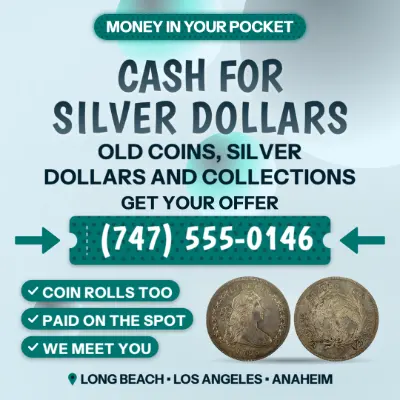 MONEY IN YOUR POCKET
CASH FOR
SILVER DOLLARS
OLD COINS, SILVER
DOLLARS AND COLLECTIONS
GET YOUR OFFER
(747) 555-0146
COIN ROLLS TOO
PAID ON THE SPOT
WE MEET YOU
LONG BEACH • LOS ANGELES • ANAHEIM